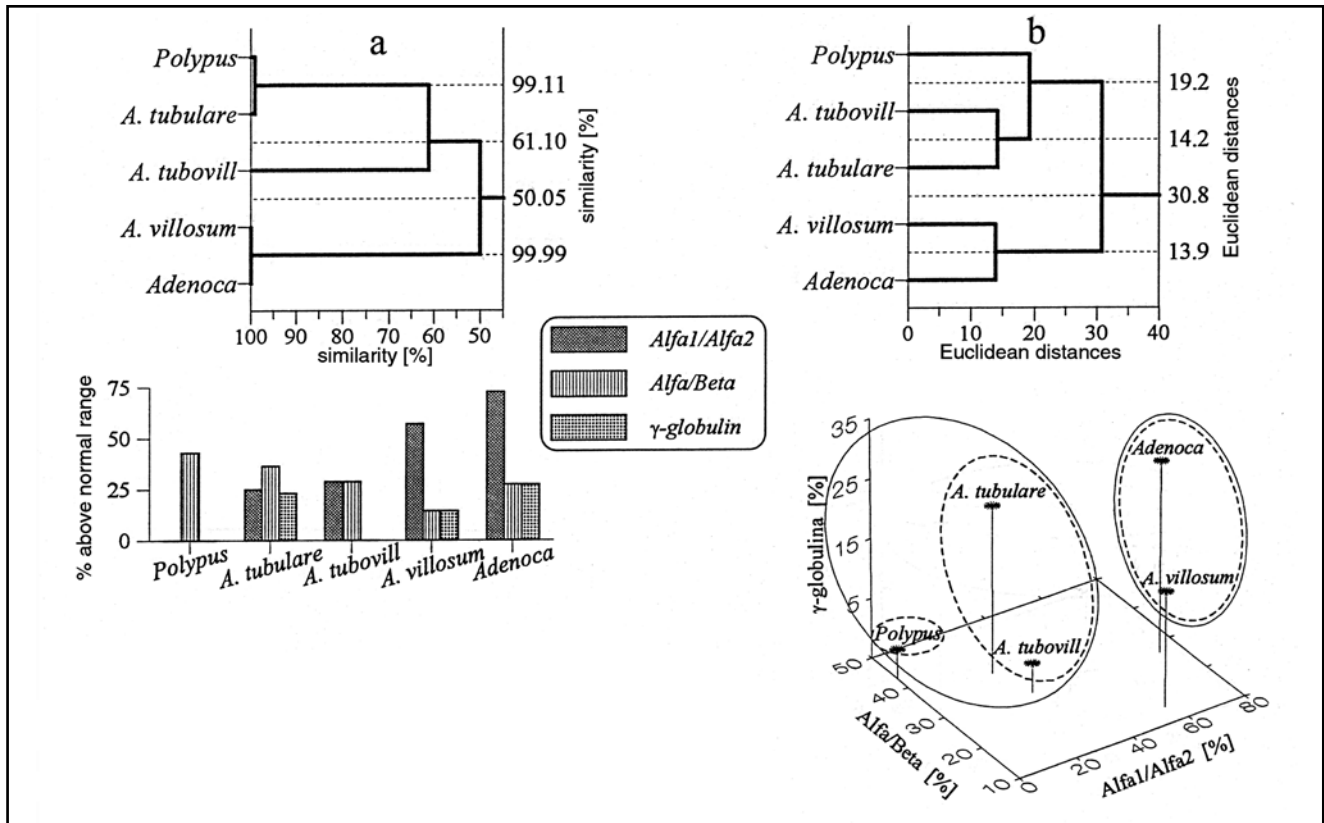 a
Polypus
A. tubulare
A. tubovill
A. villosum
Adenoca
99.11
61.10
50.05
99.99
similarity [%]
100 90 80 70 60 50
similarity [%]
b
Polypus
A. tubovill
A. tubulare
A. villosum
Adenoca
19.2
14.2
30.8
13.9
Euclidean distances
0 10 20 30 40
Euclidean distances
Alfa1/Alfa2
Alfa/Beta
γ-globulin
% above normal range
75
50
25
0
Polypus A. tubulare A. tubovill A. villosum Adenoca
γ-globulina [%]
35
25
15
5
Adenoca
A. tubulare
A. villosum
Polypus
A. tubovill
50 40 30 20 10
Alfa/Beta [%]
0 20 40 60 80
Alfa1/Alfa2 [%]